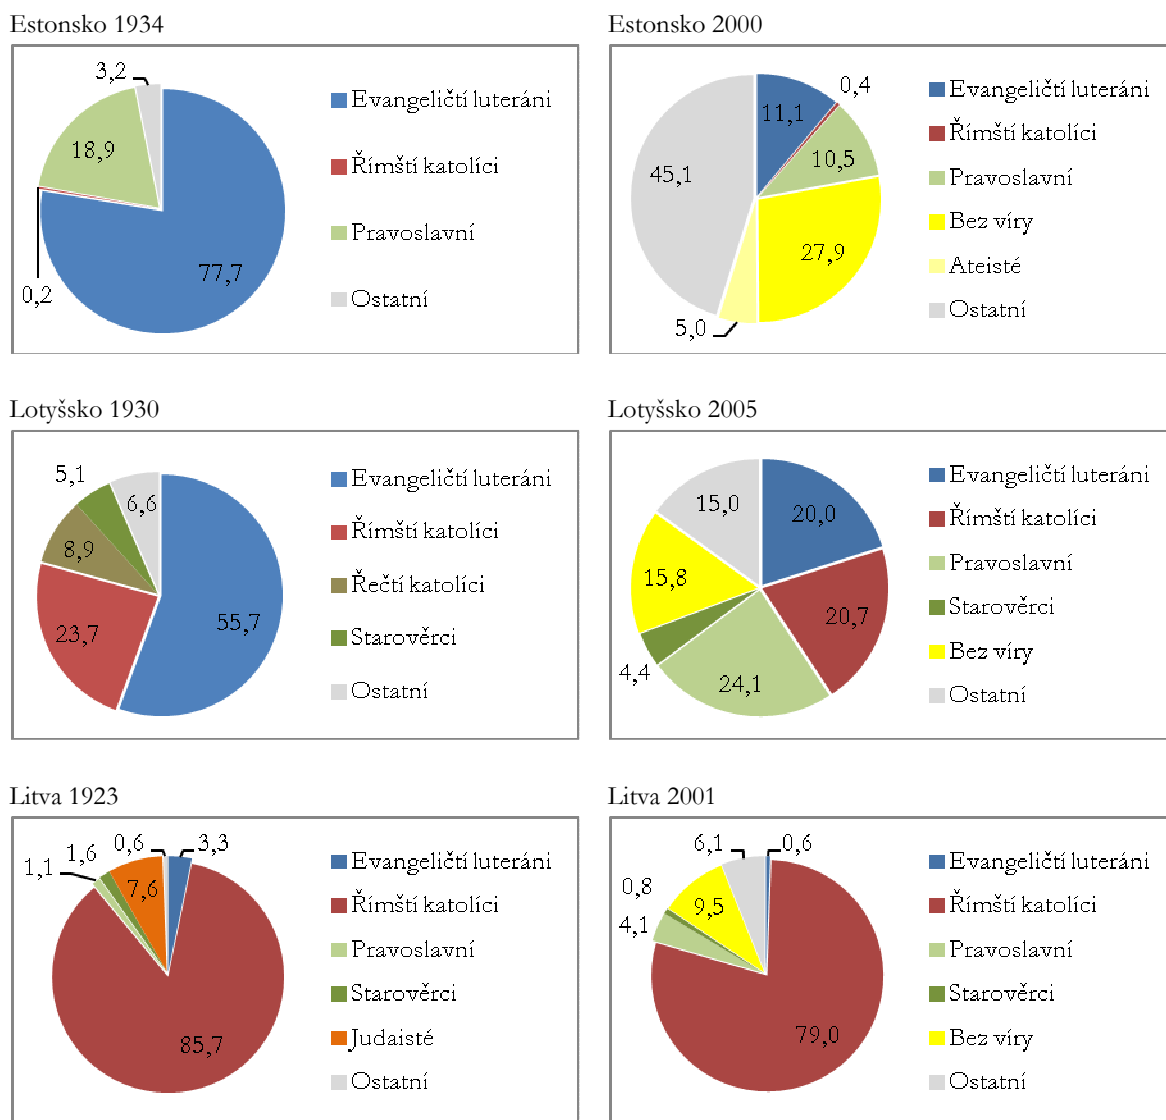 Estonsko 1934
3,2
18,9
0,2
77,7
Evangeličtí luteráni
Římští katolíci
Pravoslavní
Ostatní
Estonsko 2000
11,1
0,4
10,5
45,1
27,9
5,0
Evangeličtí luteráni
Římští katolíci
Pravoslavní
Bez víry
Ateisté
Ostatní
Lotyšsko 1930
5,1
6,6
8,9
23,7
55,7
Evangeličtí luteráni
Římští katolíci
Řečtí katolíci
Starověrci
Ostatní
Lotyšsko 2005
15,0
20,0
15,8
20,7
4,4
24,1
Evangeličtí luteráni
Římští katolíci
Pravoslavní
Starověrci
Bez víry
Ostatní
Litva 1923
1,1
1,6
0,6
3,3
7,6
85,7
Evangeličtí luteráni
Římští katolíci
Pravoslavní
Starověrci
Judaisté
Ostatní
Litva 2001
6,1
0,6
0,8
9,5
4,1
79,0
Evangeličtí luteráni
Římští katolíci
Pravoslavní
Starověrci
Bez víry
Ostatní